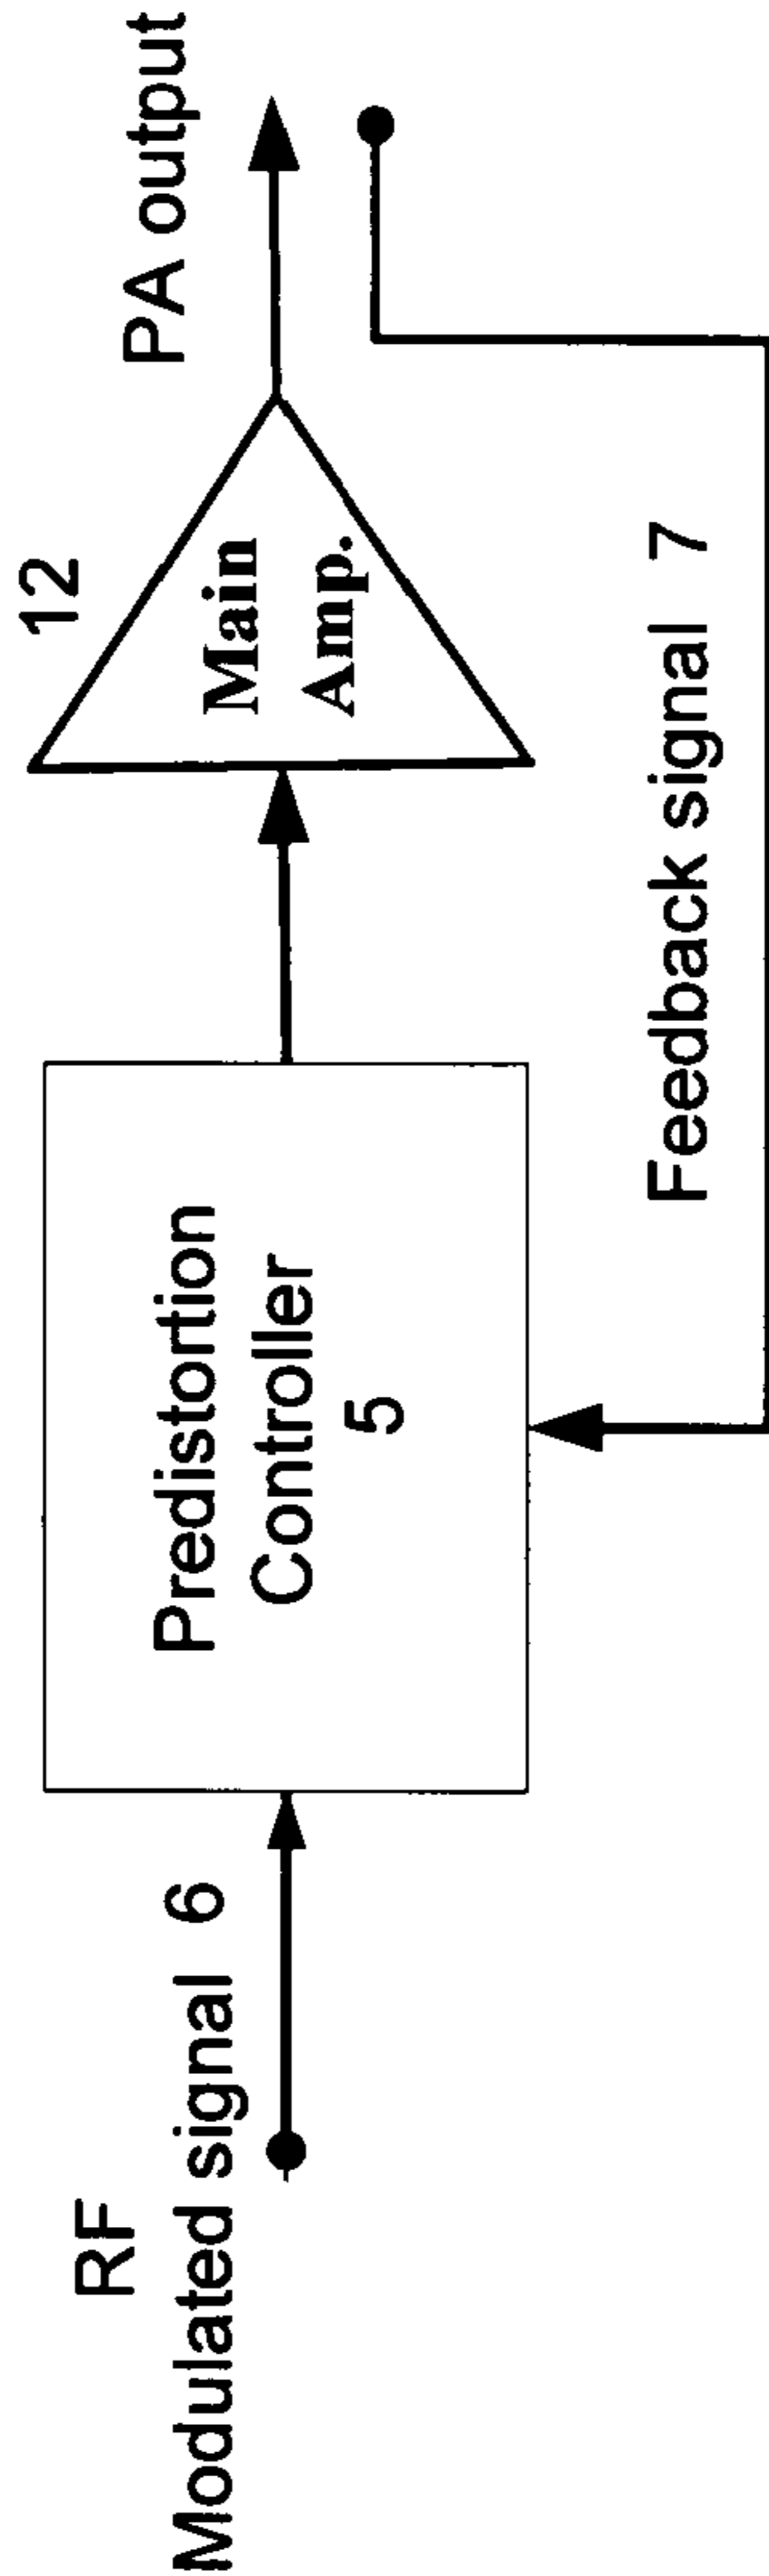 RF
Modulated signal 6
Predistortion
Controller
5
12
Main
Amp.
PA output
Feedback signal 7